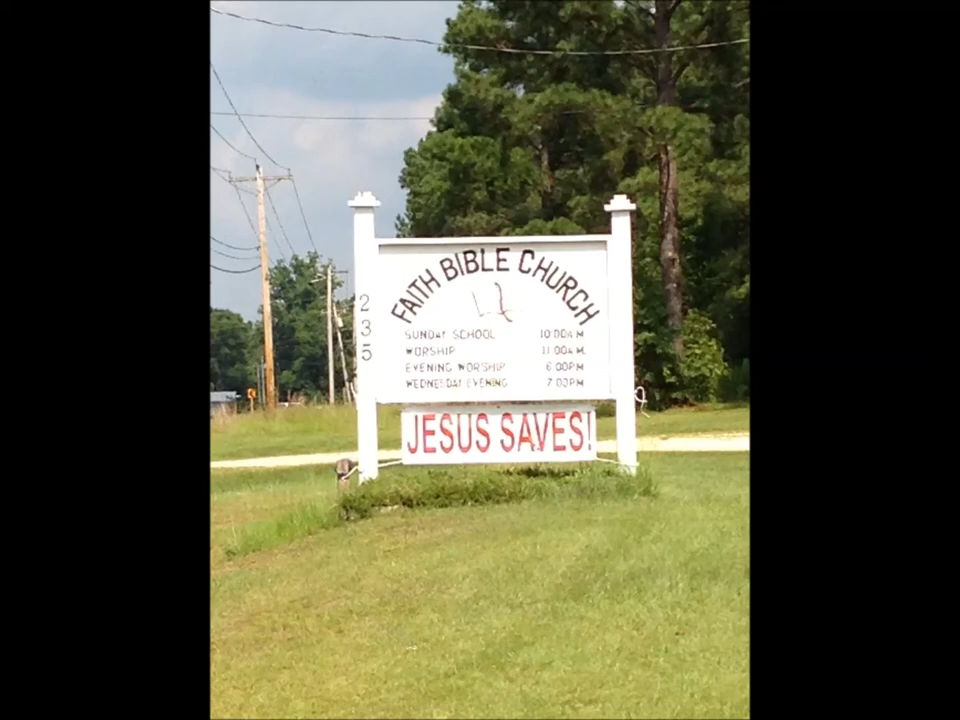 FAITH BIBLE CHURCH
235
SUNDAY SCHOOL 10:00A.M.
WORSHIP 11:00A.M.
EVENING WORSHIP 6:00PM
WEDNESDAY EVENING 7:00PM
JESUS SAVES!